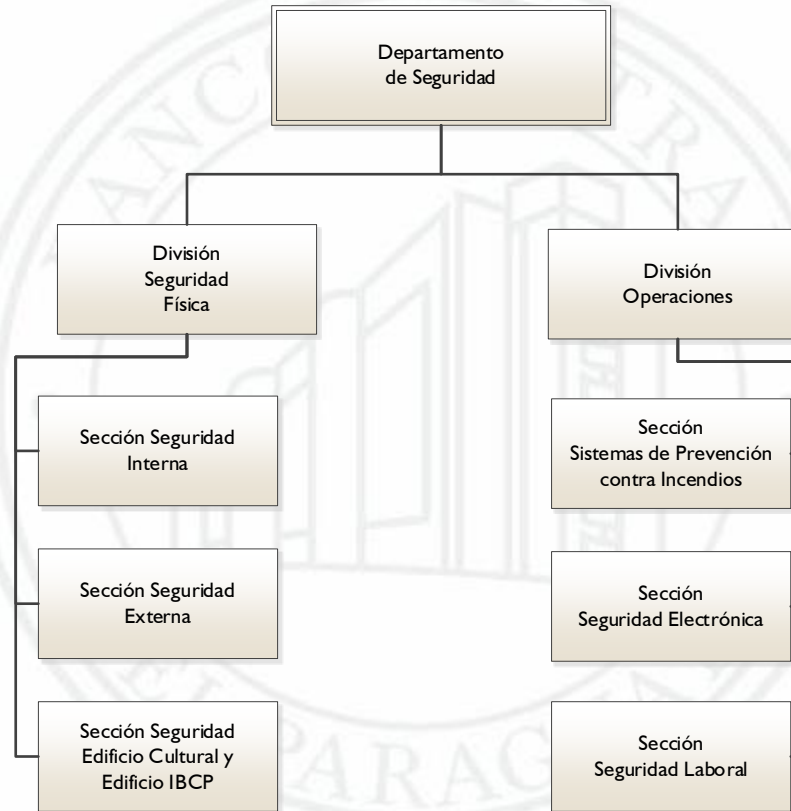 Departamento
de Seguridad
División
Seguridad
Física
División
Operaciones
Sección Seguridad
Interna
Sección
Sistemas de Prevención
contra Incendios
Sección Seguridad
Externa
Sección
Seguridad Electrónica
Sección Seguridad
Edificio Cultural y
Edificio IBCP
Sección
Seguridad Laboral